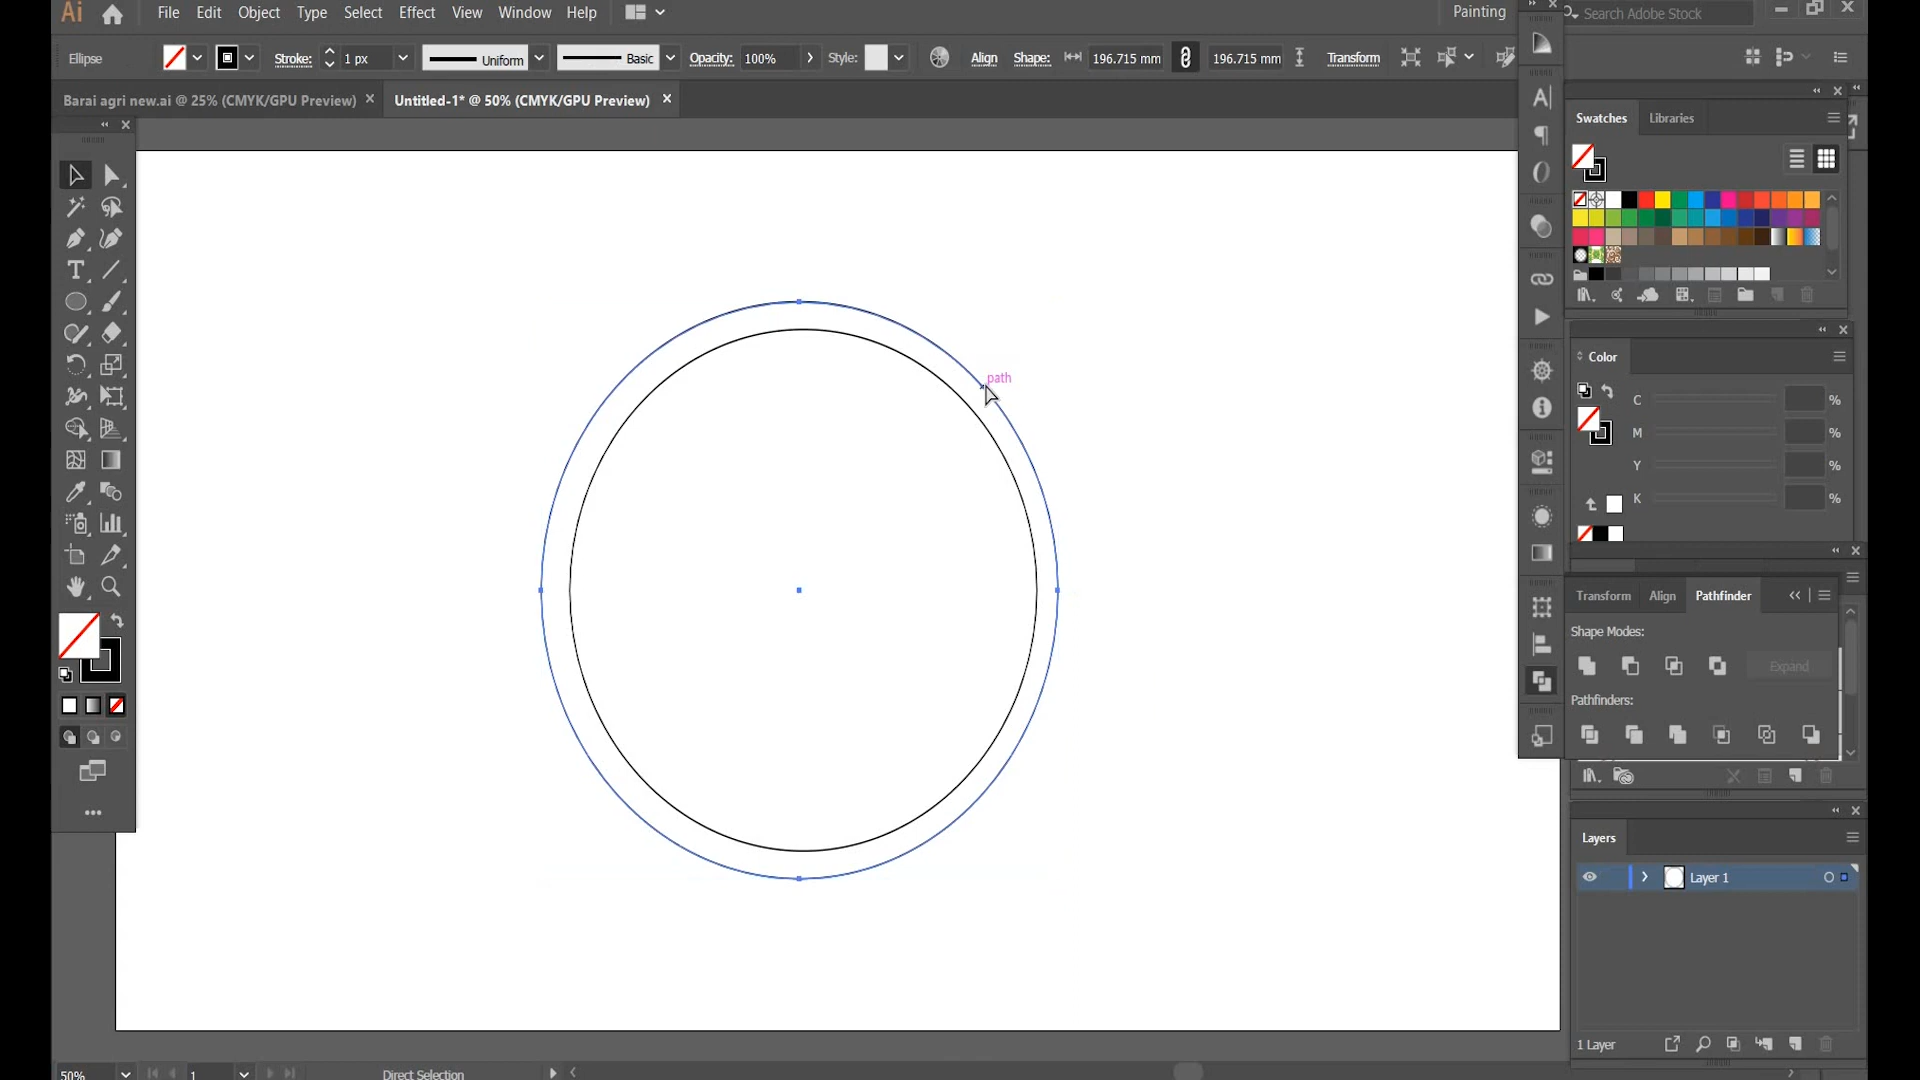 Ai File Edit Object Type Select Effect View Window Help Painting Search Adobe Stock
Ellipse Stroke: 1 px Uniform Basic Opacity: 100% Style: Align Shape: 196.715 mm 196.715 mm Transform
Barai agri new.ai @ 25% (CMYK/GPU Preview) Untitled-1* @ 50% (CMYK/GPU Preview)
Swatches Libraries
path
Color
C %
M %
Y %
K %
Transform Align Pathfinder
Shape Modes:
Expand
Pathfinders:
Layers
Layer 1
1 Layer
50% 1 Direct Selection